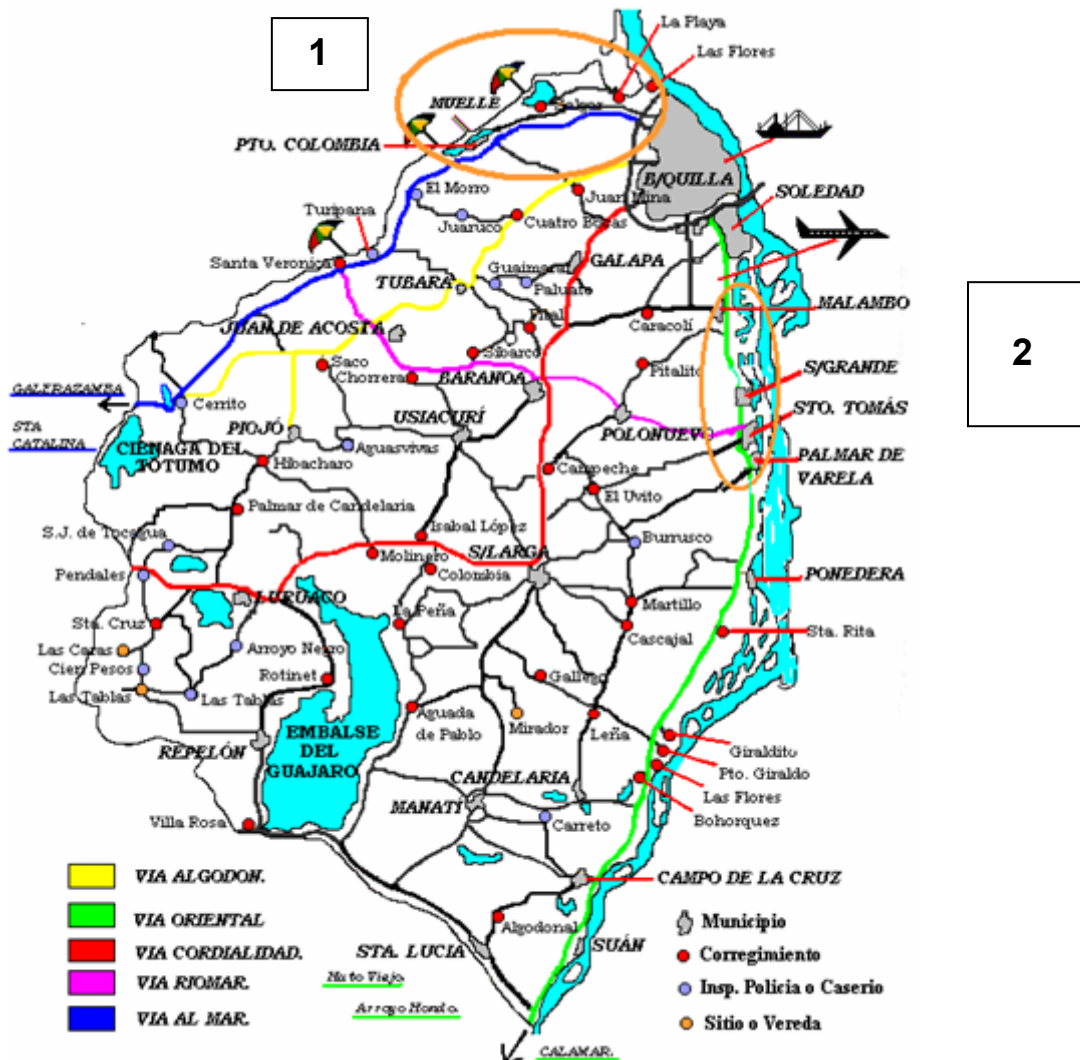 1
La Playa
Las Flores
MUELLE
PTO. COLOMBIA
B/QUILLA
SOLEDAD
El Morro
Juan Mina
Turipana
Juaruco
Cuatro Bocas
Santa Veronica
Guaimaral
GALAPA
TUBARA
Paluato
MALAMBO
JUAN DE ACOSTA
Pital
Caracolí
2
Sibarco
Saco
Pitalito
S/GRANDE
Chorrera
BARANOA
GALERAZAMBA
Cerrito
USIACURÍ
STO. TOMÁS
STA
CATALINA
PIOJÓ
POLONUEVO
CIÉNAGA DEL
TOTUMO
Aguasvivas
PALMAR DE
VARELA
Hibacharo
Campeche
El Uvito
Palmar de Candelaria
Isabal López
S.J. de Tocagua
S/LARGA
Burrusco
Molinero
Pendales
Colombia
PONEDERA
LURUACO
Martillo
Sta. Cruz
La Peña
Sta. Rita
Las Caras
Arroyo Negro
Cascajal
Cien Pesos
Rotinet
Gallego
Las Tablas
Las Tablas
Aguada
de Pablo
Mirador
Leña
EMBALSE
DEL
GUAJARO
Giraldito
REPELÓN
Pto. Giraldo
CANDELARIA
Las Flores
MANATÍ
Bohorquez
Villa Rosa
Carreto
VIA ALGODON.
CAMPO DE LA CRUZ
VIA ORIENTAL
Algodonal
Municipio
VIA CORDIALIDAD.
STA. LUCIA
SUÁN
Corregimiento
VIA RIOMAR.
Hato Viejo
Insp. Policia o Caserio
VIA AL MAR.
Arroyo Hondo.
Sitio o Vereda
CALAMAR.